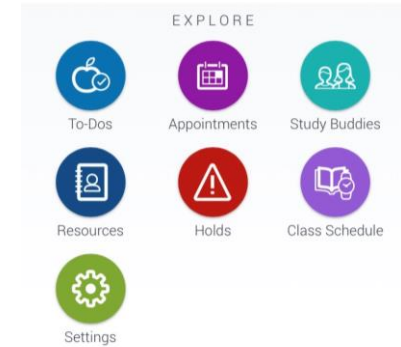 EXPLORE
To-Dos
Appointments
Study Buddies
Resources
Holds
Class Schedule
Settings